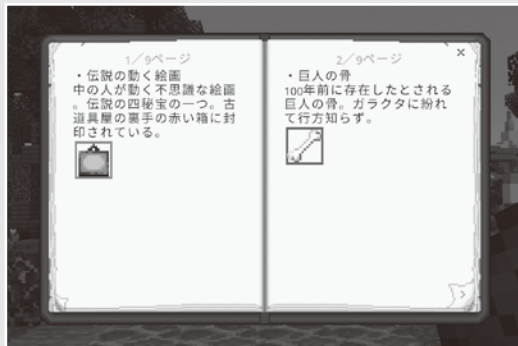 1／9ページ
・伝説の動く絵画
中の人が動く不思議な絵画
。伝説の四秘宝の一つ。古
道具屋の裏手の赤い箱に封
印されている。
2／9ページ
・巨人の骨
100年前に存在したとされる
巨人の骨。ガラクタに紛れ
て行方知らず。